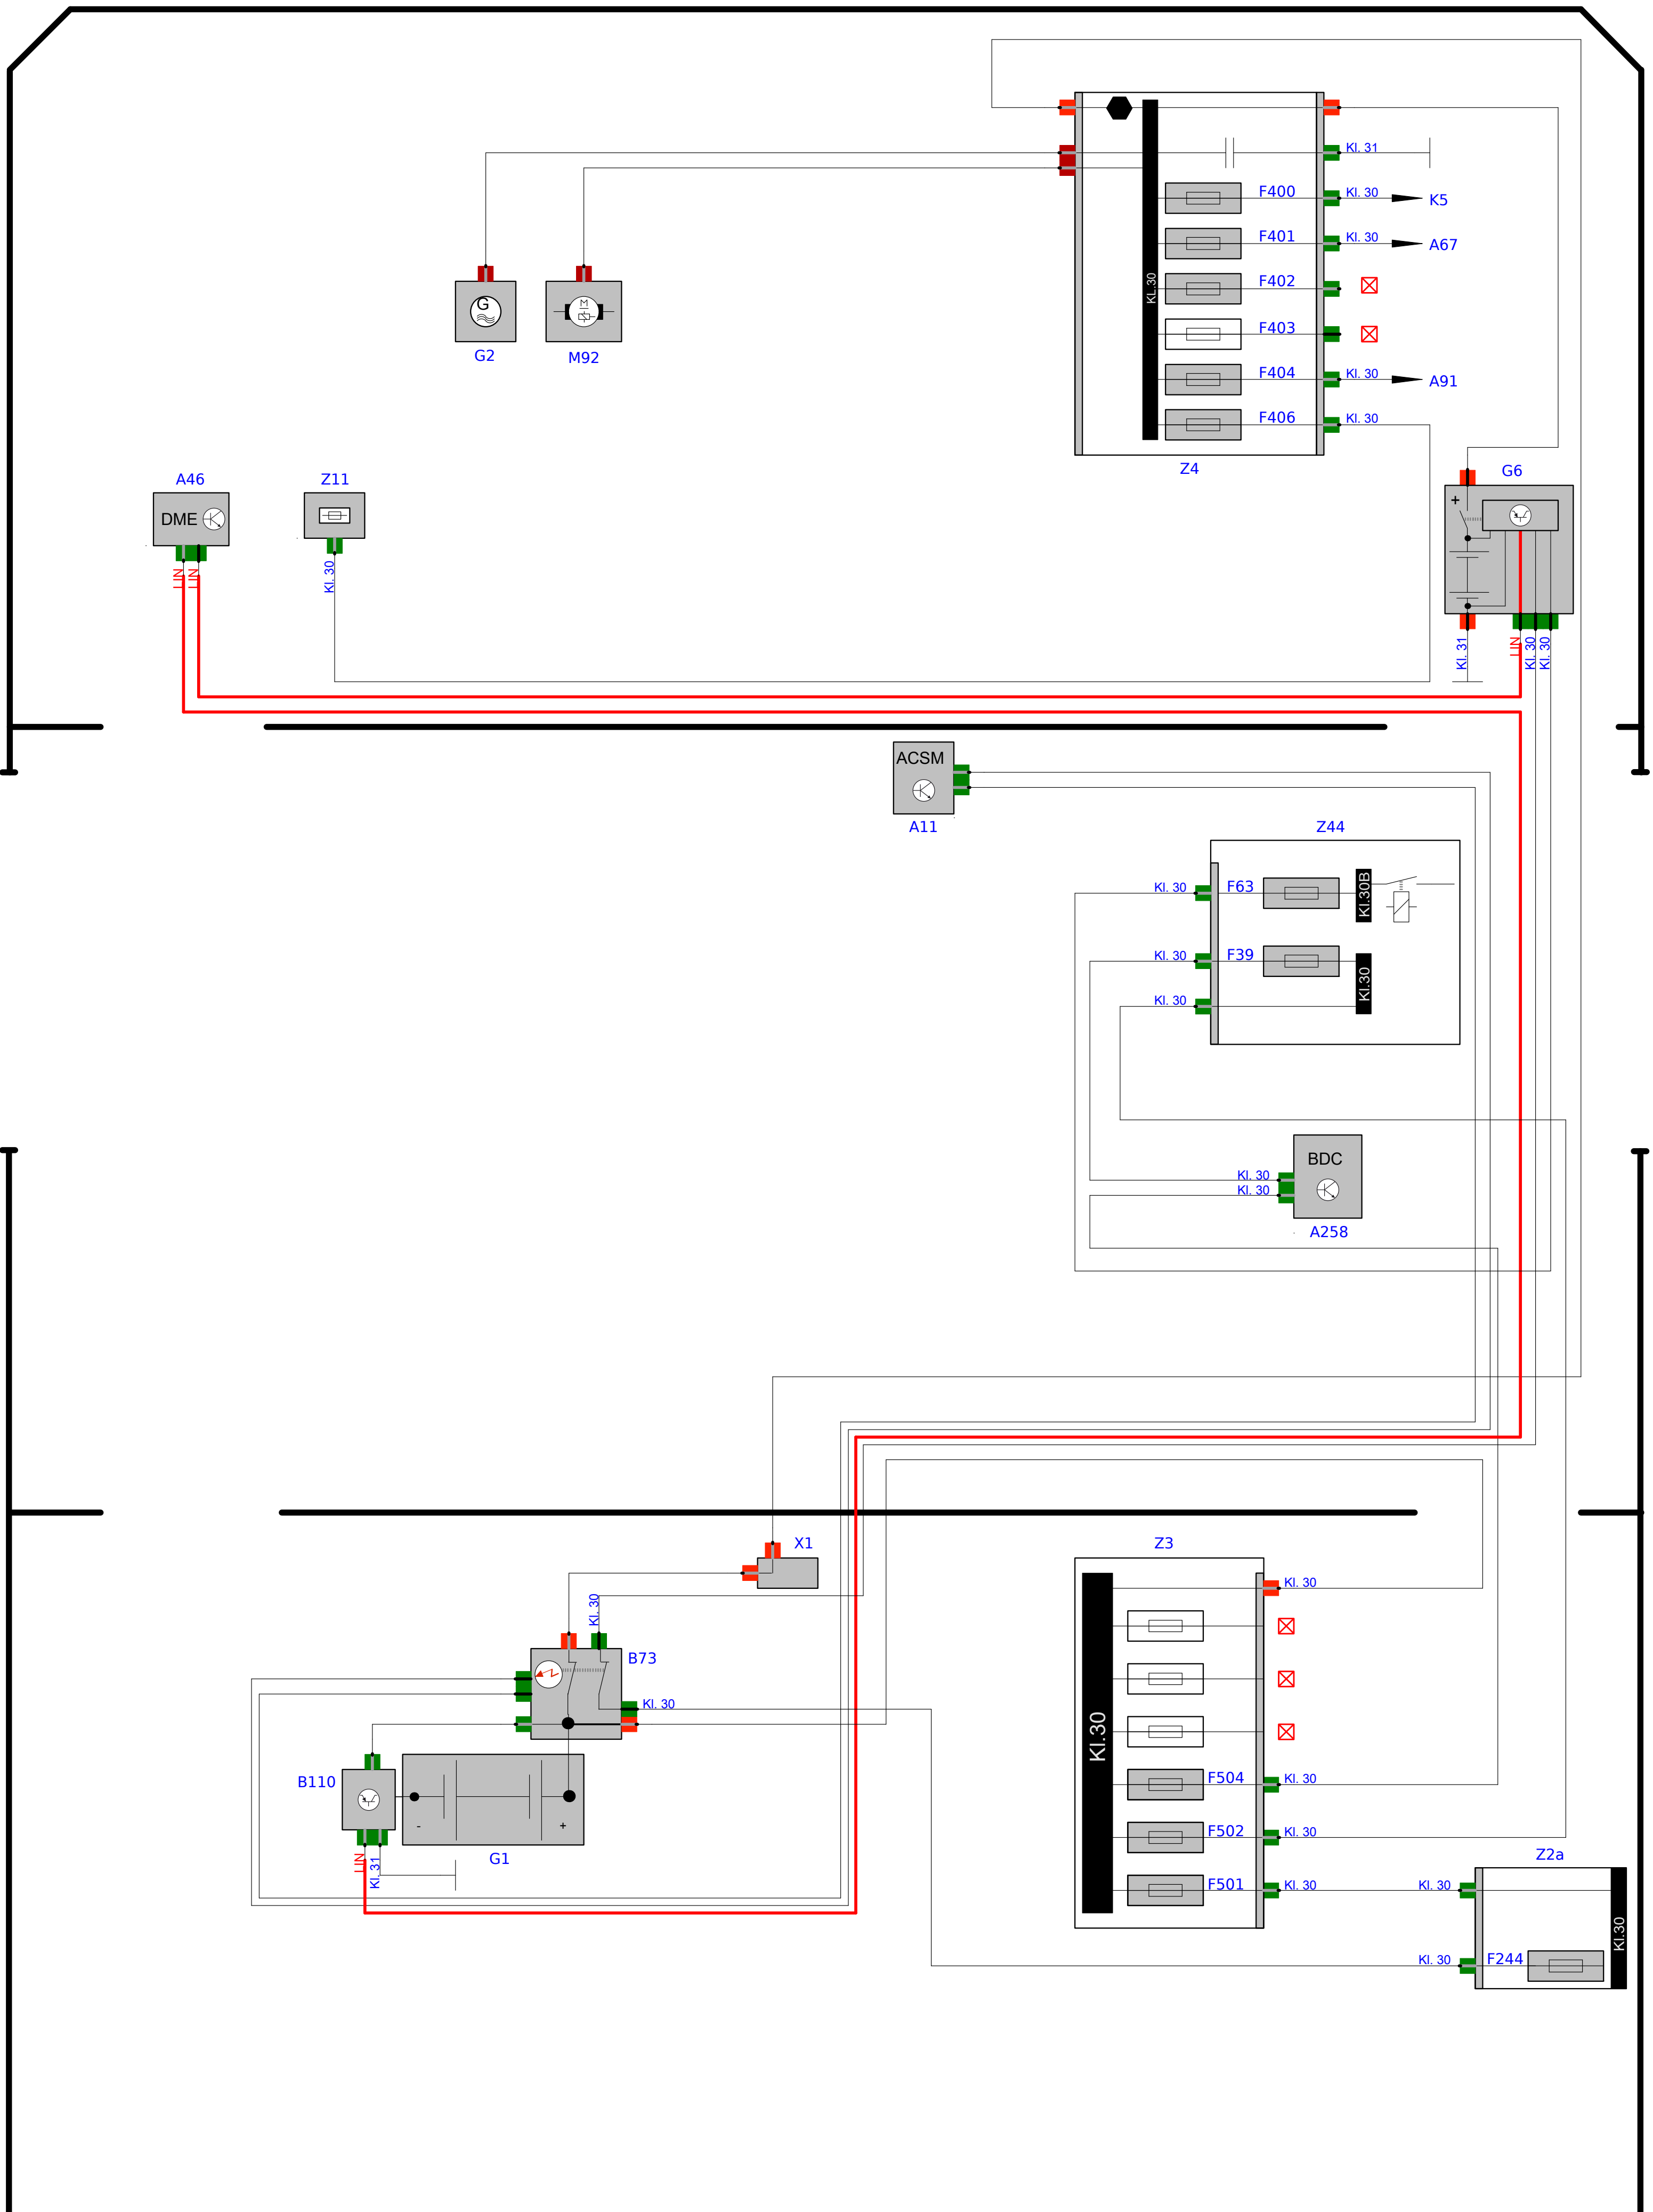 Kl. 31
F400
Kl. 30
K5
F401
Kl. 30
A67
F402
KL.30
F403
F404
Kl. 30
A91
F406
Kl. 30
Z4
G
M
G2
M92
A46
Z11
G6
DME
+
LIN
LIN
Kl. 30
Kl. 31
LIN
Kl. 30
Kl. 30
ACSM
A11
Z44
Kl. 30
F63
Kl.30B
Kl. 30
F39
Kl.30
Kl. 30
BDC
Kl. 30
Kl. 30
A258
X1
Z3
Kl. 30
Kl. 30
B73
Kl. 30
Kl.30
B110
F504
Kl. 30
-
+
F502
Kl. 30
G1
Z2a
LIN
Kl. 31
F501
Kl. 30
Kl. 30
Kl.30
Kl. 30
F244